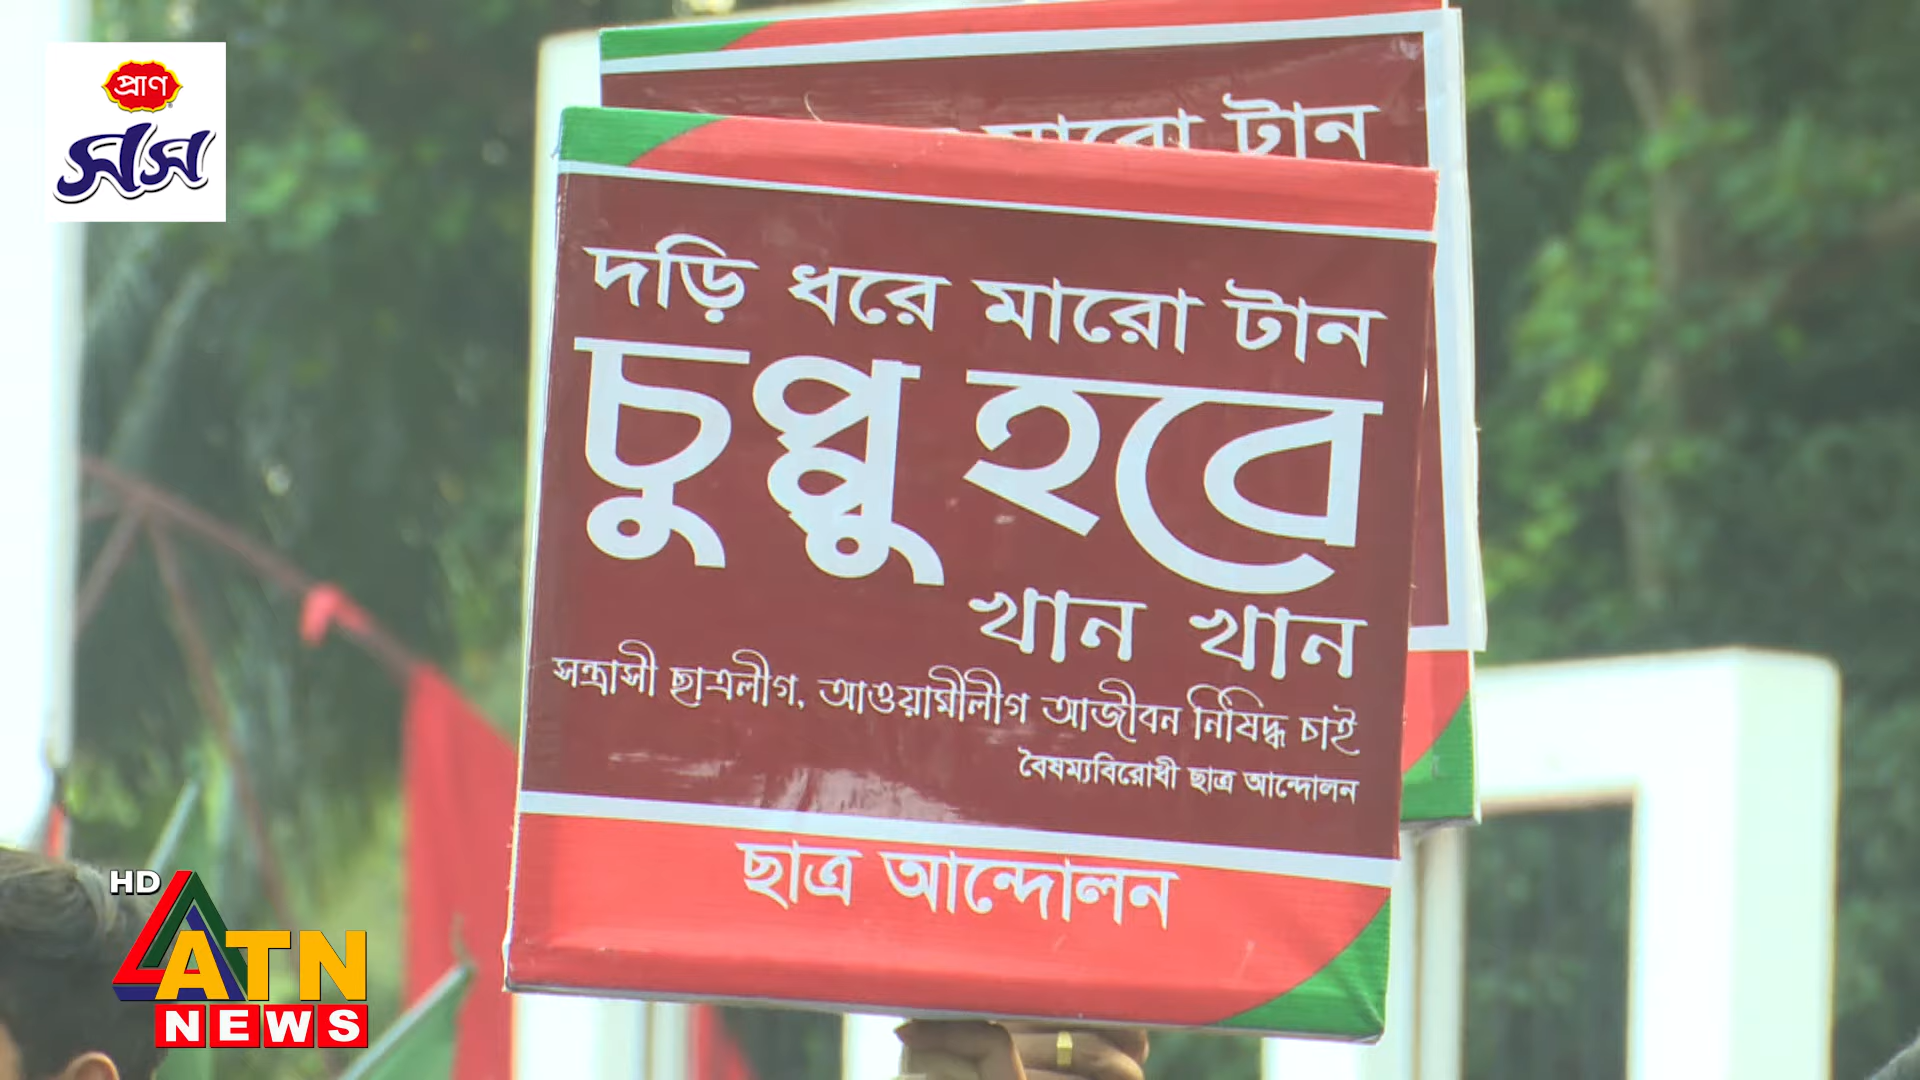 প্রাণ
সস
মারো টান
দড়ি ধরে মারো টান
চুপ্পু হবে
খান খান
সন্ত্রাসী ছাত্রলীগ, আওয়ামীলীগ আজীবন নিষিদ্ধ চাই
বৈষম্যবিরোধী ছাত্র আন্দোলন
ছাত্র আন্দোলন
HD
ATN
NEWS